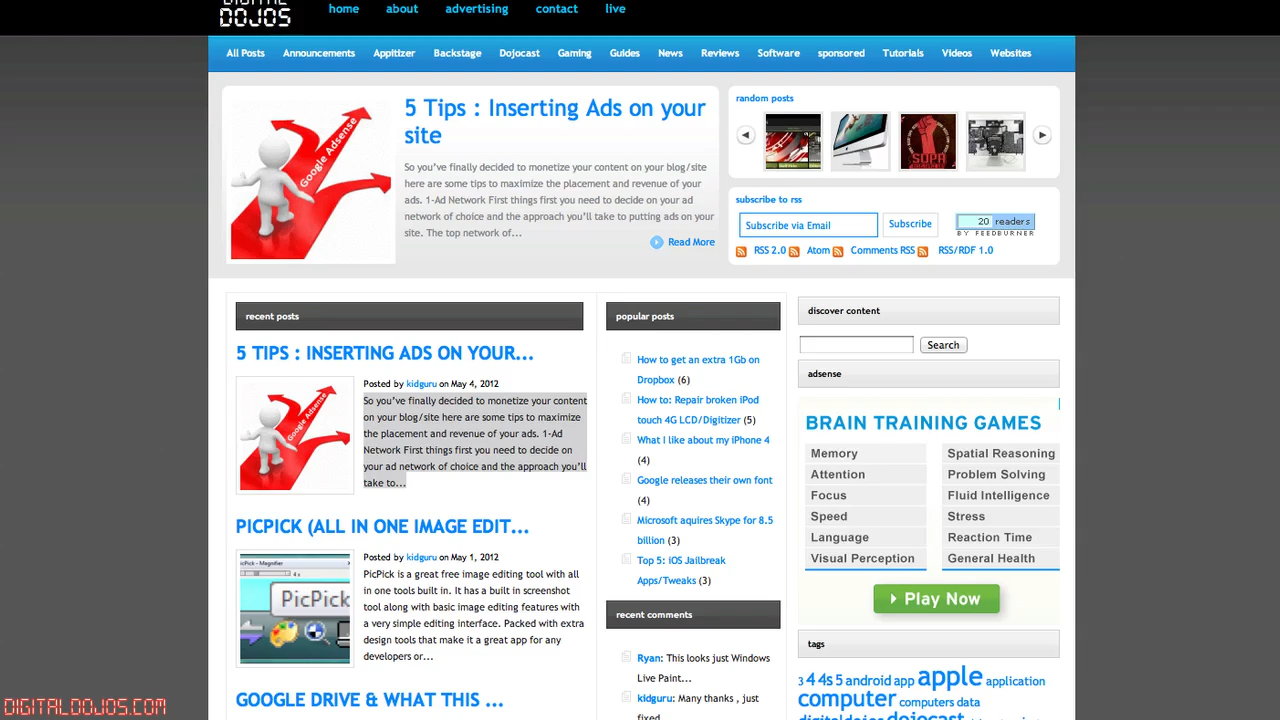 DIGITAL
DOJOS
home about advertising contact live
All Posts Announcements Appitizer Backstage Dojocast Gaming Guides News Reviews Software sponsored Tutorials Videos Websites
Google Adsense
5 Tips : Inserting Ads on your
site
So you've finally decided to monetize your content on your blog/site
here are some tips to maximize the placement and revenue of your
ads. 1-Ad Network First things first you need to decide on your ad
network of choice and the approach you'll take to putting ads on your
site. The top network of...
Read More
random posts
SOPA
subscribe to rss
Subscribe via Email Subscribe 20 readers
BY FEEDBURNER
RSS 2.0 Atom Comments RSS RSS/RDF 1.0
recent posts
5 TIPS : INSERTING ADS ON YOUR...
Google Adsense
Posted by kidguru on May 4, 2012
So you've finally decided to monetize your content
on your blog/site here are some tips to maximize
the placement and revenue of your ads. 1-Ad
Network First things first you need to decide on
your ad network of choice and the approach you'll
take to...
PICPICK (ALL IN ONE IMAGE EDIT...
icPick - Magnifier
4x
PicPick
Posted by kidguru on May 1, 2012
PicPick is a great free image editing tool with all
in one tools built in. It has a built in screenshot
tool along with basic image editing features with
a very simple editing interface. Packed with extra
design tools that make it a great app for any
developers or...
GOOGLE DRIVE & WHAT THIS ...
popular posts
How to get an extra 1Gb on
Dropbox (6)
How to: Repair broken iPod
touch 4G LCD/Digitizer (5)
What I like about my iPhone 4
(4)
Google releases their own font
(4)
Microsoft aquires Skype for 8.5
billion (3)
Top 5: iOS Jailbreak
Apps/Tweaks (3)
recent comments
Ryan: This looks just Windows
Live Paint...
kidguru: Many thanks , just
fixed
discover content
Search
adsense
BRAIN TRAINING GAMES
Memory Spatial Reasoning
Attention Problem Solving
Focus Fluid Intelligence
Speed Stress
Language Reaction Time
Visual Perception General Health
Play Now
tags
3 4 4s 5 android app apple application
computer computers data
digitaldojos dojocast
DIGITALDOJOS.COM